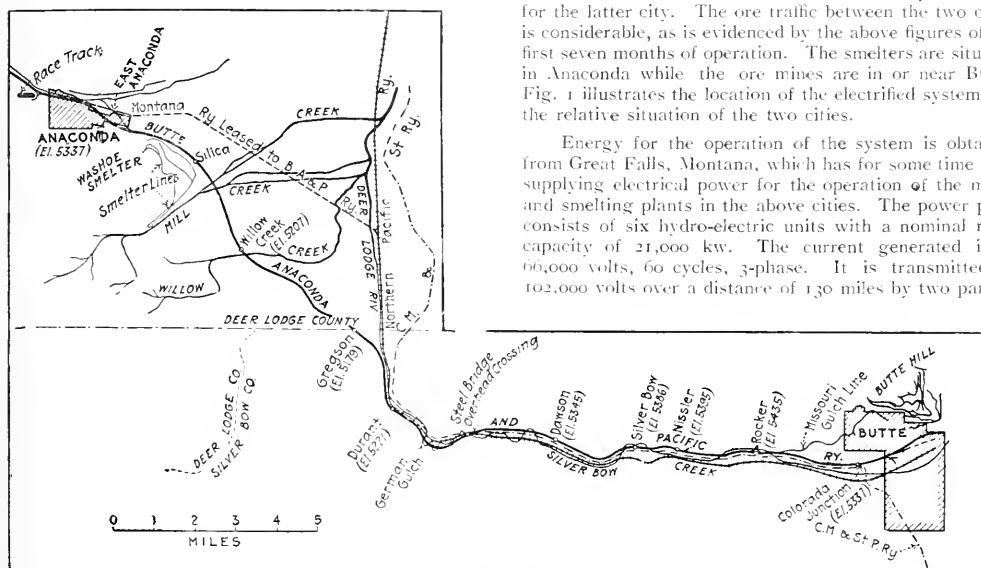 for the latter city. The ore traffic between the two
is considerable, as is evidenced by the above figures of
first seven months of operation. The smelters are
in Anaconda while the ore mines are in or near
Fig. 1 illustrates the location of the electrified system
the relative situation of the two cities.
Energy for the operation of the system is
from Great Falls, Montana, which has for some time
supplying electrical power for the operation of the
and smelting plants in the above cities. The power
consists of six hydro-electric units with a nominal
capacity of 21,000 kw. The current generated
66,000 volts, 60 cycles, 3-phase. It is transmitted
102,000 volts over a distance of 130 miles by two
Race Track
EAST
ANACONDA
Montana
ANACONDA
(El. 5337)
BUTTE
Ry. Leased to B. A. & P. Ry.
CREEK
Ry.
St Ry.
WASHOE
SMELTER
Silica
Smelter Lines
MILL
CREEK
DEER
LODGE RIV
Northern Pacific
Willow
Creek
(El. 5207)
CREEK
WILLOW
ANACONDA
C. M. &
DEER LODGE COUNTY
DEER LODGE CO.
SILVER BOW CO.
Gregson
(El. 5179)
Durant
(El. 5221)
German
Gulch
Steel Bridge
Overhead Crossing
AND
SILVER BOW
Dawson
(El. 5345)
Silver Bow
(El. 5386)
Nissler
(El. 5395)
PACIFIC
CREEK
Rocker
(El. 5435)
Missouri
Gulch Line
RY.
BUTTE HILL
BUTTE
Colorada
Junction
(El. 5337)
C. M & St P. Ry
0 1 2 3 4 5
MILES